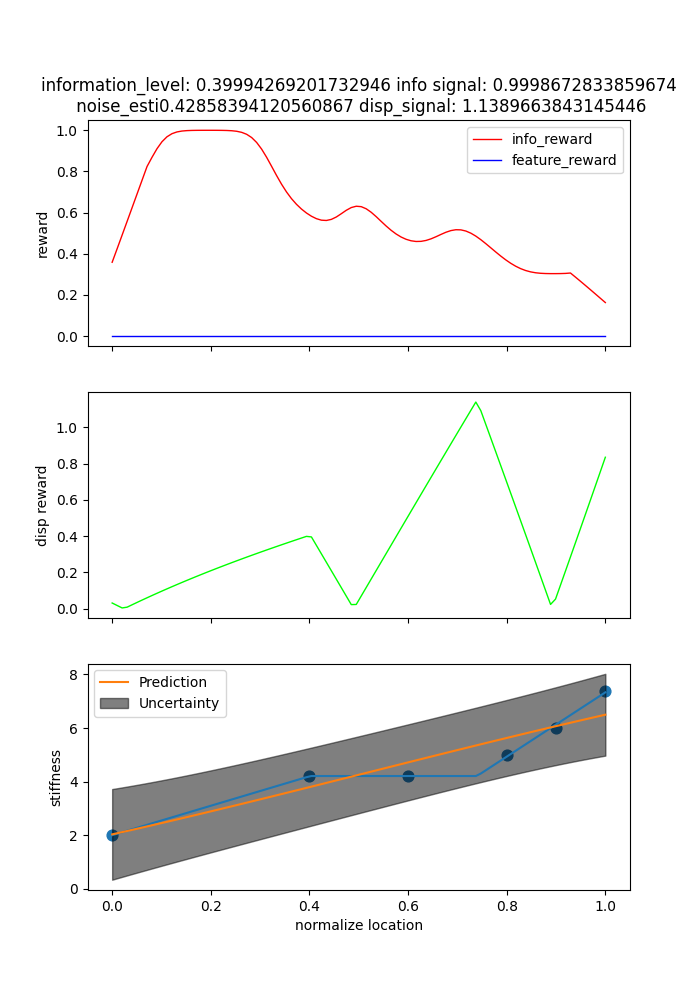 information_level: 0.39994269201732946 info signal: 0.9998672833859674
noise_esti0.42858394120560867 disp_signal: 1.1389663843145446
1.0
0.8
0.6
0.4
0.2
0.0
reward
info_reward
feature_reward
1.0
0.8
0.6
0.4
0.2
0.0
disp reward
8
6
4
2
0
stiffness
Prediction
Uncertainty
0.0 0.2 0.4 0.6 0.8 1.0
normalize location